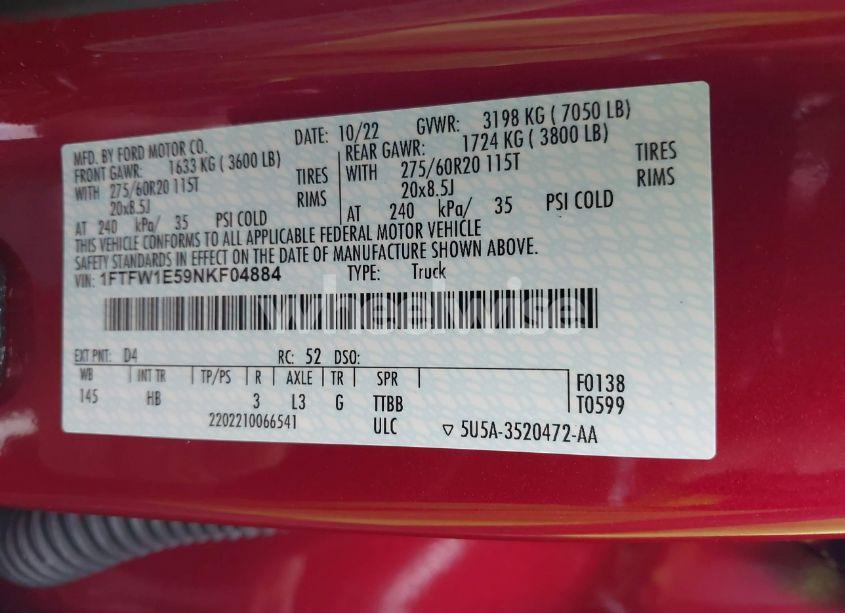 MFD. BY FORD MOTOR CO. DATE: 10/22 GVWR: 3198 KG ( 7050 LB)
FRONT GAWR: 1633 KG ( 3600 LB) REAR GAWR: 1724 KG ( 3800 LB)
WITH 275/60R20 115T TIRES WITH 275/60R20 115T TIRES
20x8.5J RIMS 20x8.5J RIMS
AT 240 kPa/ 35 PSI COLD AT 240 kPa/ 35 PSI COLD
THIS VEHICLE CONFORMS TO ALL APPLICABLE FEDERAL MOTOR VEHICLE
SAFETY STANDARDS IN EFFECT ON THE DATE OF MANUFACTURE SHOWN ABOVE.
VIN: 1FTFW1E59NKF04884 TYPE: Truck
wheelwise
EXT PNT: D4 RC: 52 DSO:
WB INT TR TP/PS R AXLE TR SPR F0138
145 HB 3 L3 G TTBB T0599
2202210066541 ULC ▽ 5U5A-3520472-AA